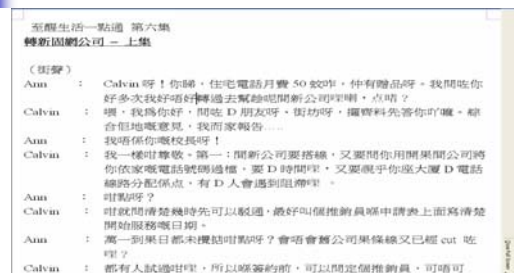 至醒生活一點通 第六集
轉新固網公司 – 上集
(街聲)
Ann : Calvin 呀！你睇，住宅電話月費 50 蚊咋，仲有贈品呀。我問咗你
好多次我好唔好轉過去幫趁呢間新公司㗎喇，点唔？
Calvin : 喂，我為你好，問咗 D 朋友呀、街坊呀，攞齊料先答你吖嘛。綜
合佢地嘅意見，我而家報告.....
Ann : 我唔係你嘅校長呀！
Calvin : 我一樣咁尊敬。第一：間新公司要搭線，又要問你用開果間公司將
你依家嘅電話號碼過檔，要 D 時間㗎，又要視乎你座大廈 D 電話
線路分配係点，有 D 人會遇到阻滯㗎。
Ann : 咁點呀？
Calvin : 咁就問清楚幾時先可以駁通，最好叫個推銷員喺申請表上面寫清楚
開始服務嘅日期。
Ann : 萬一到果日都未攪掂咁點呀？會唔會舊公司果條線又已經 cut 咗
㗎？
Calvin : 都有人試過咁㗎，所以喺簽約前，可以問定個推銷員，可唔可